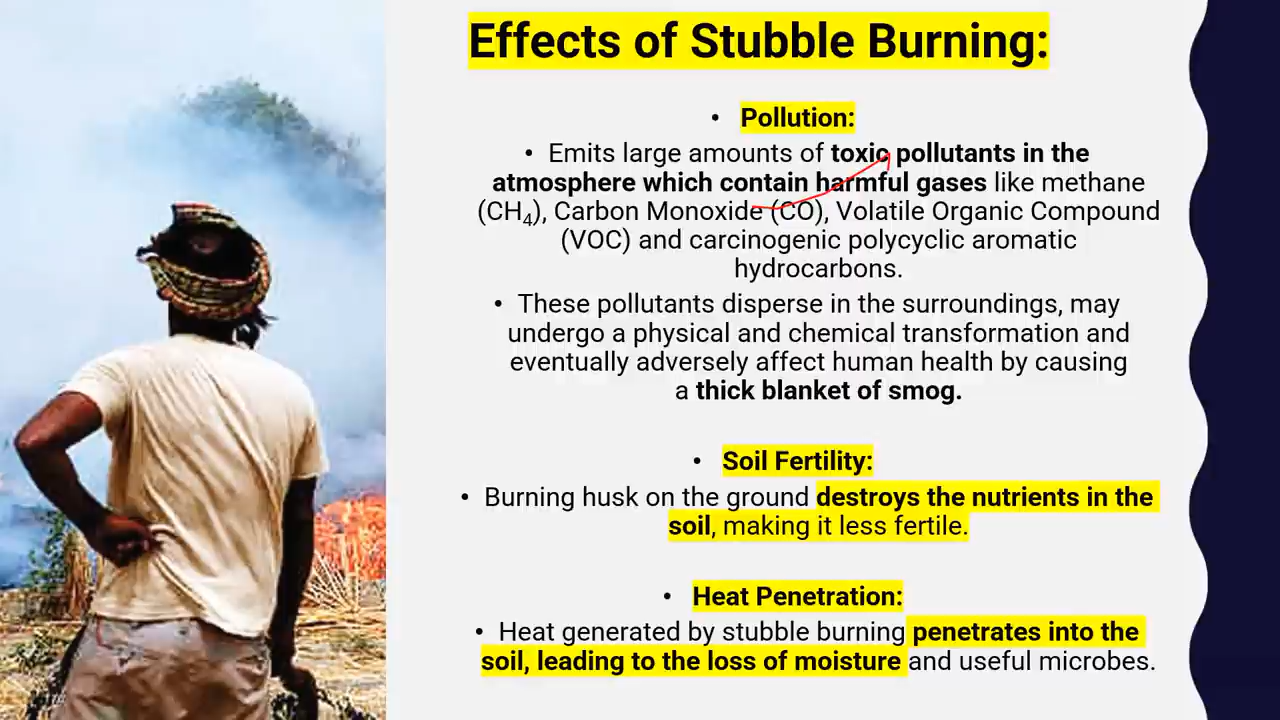 Effects of Stubble Burning:
• Pollution:
• Emits large amounts of toxic pollutants in the
atmosphere which contain harmful gases like methane
(CH₄), Carbon Monoxide (CO), Volatile Organic Compound
(VOC) and carcinogenic polycyclic aromatic
hydrocarbons.
• These pollutants disperse in the surroundings, may
undergo a physical and chemical transformation and
eventually adversely affect human health by causing
a thick blanket of smog.
• Soil Fertility:
• Burning husk on the ground destroys the nutrients in the
soil, making it less fertile.
• Heat Penetration:
• Heat generated by stubble burning penetrates into the
soil, leading to the loss of moisture and useful microbes.